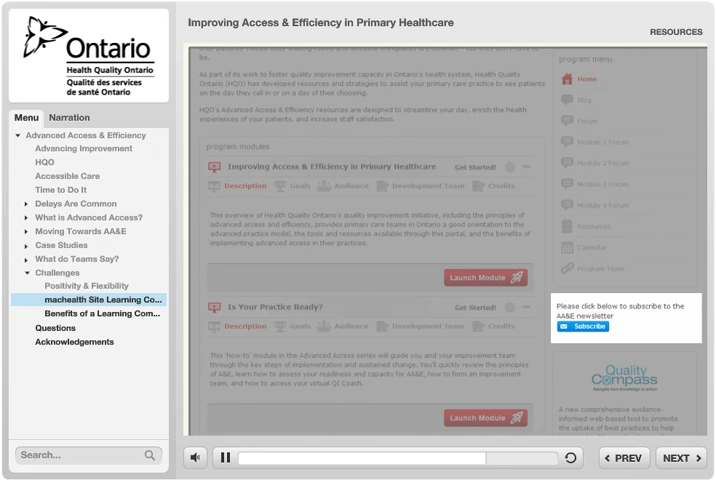 Improving Access & Efficiency in Primary Healthcare
RESOURCES
Ontario
Health Quality Ontario
Qualité des services
de santé Ontario
Menu
Narration
Advanced Access & Efficiency
Advancing Improvement
HQO
Accessible Care
Time to Do It
Delays Are Common
What is Advanced Access?
Moving Towards AA&E
Case Studies
What do Teams Say?
Challenges
Positivity & Flexibility
machealth Site Learning Co...
Benefits of a Learning Com...
Questions
Acknowledgements
Search...
be.
As part of its work to foster quality improvement capacity in Ontario's health system, Health Quality
Ontario (HQO) has developed resources and strategies to assist your primary care practice to see patients
on the day they call in or on a day of their choosing.
HQO's Advanced Access & Efficiency resources are designed to streamline your day, enrich the health
experiences of your patients, and increase staff satisfaction.
program modules
Improving Access & Efficiency in Primary Healthcare
Get Started!
Description
Goals
Audience
Development Team
Credits
This overview of Health Quality Ontario's quality improvement initiative, including the principles of
advanced access and efficiency, provides primary care teams in Ontario a good orientation to the
advanced practice model, the tools and resources available through this portal, and the benefits of
implementing advanced access in their practices.
Launch Module
Is Your Practice Ready?
Get Started!
Description
Goals
Audience
Development Team
Credits
This 'how-to' module in the Advanced Access series will guide you and your improvement team
through the key steps of implementation and sustained change. You'll quickly review the principles
of A&E, learn how to assess your readiness and capacity for AA&E, how to form an improvement
team, and how to access your virtual QI Coach.
Launch Module
program menu
Home
Blog
Forum
Module 1 Forum
Module 2 Forum
Module 3 Forum
Module 4 Forum
Resources
Calendar
Program Team
Please click below to subscribe to the
AA&E newsletter
Subscribe
Quality
Compass
Navigate from knowledge to action
A new comprehensive evidence-
informed web-based tool to promote
the uptake of best practices to help
PREV
NEXT